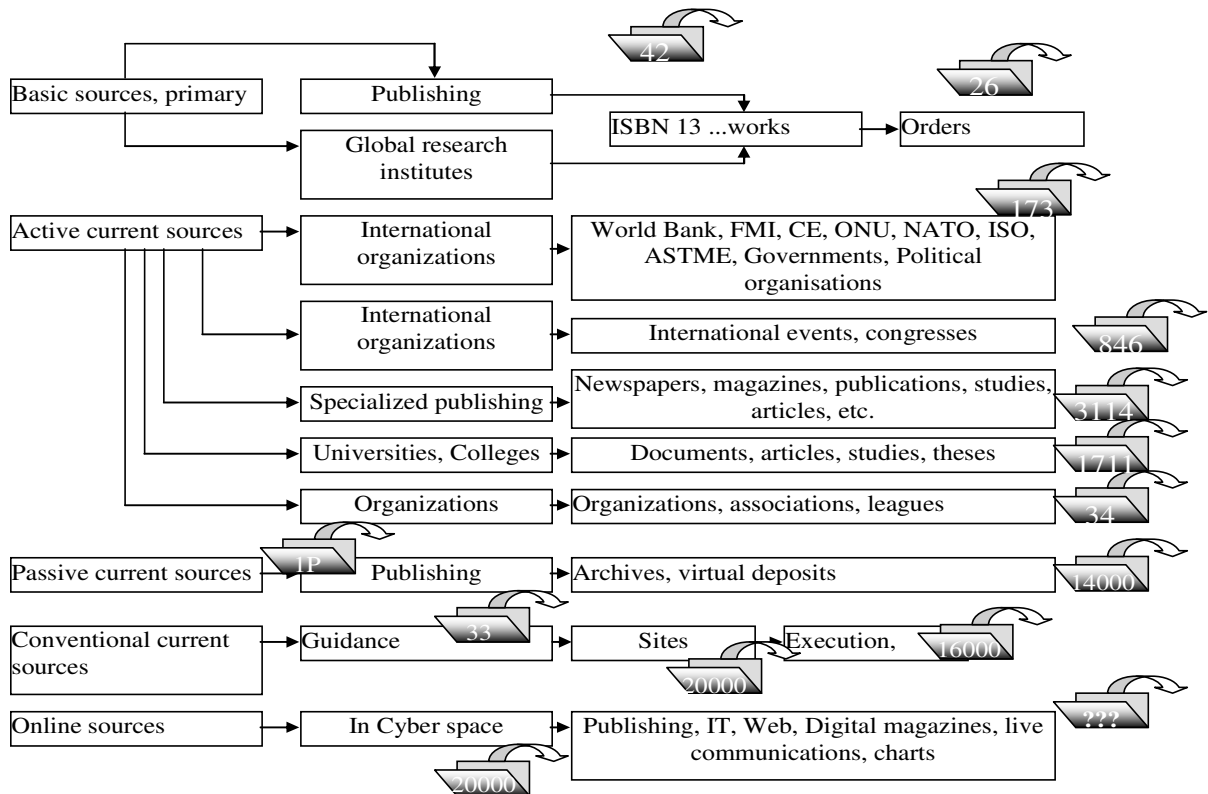 42
26
Basic sources, primary
Publishing
ISBN 13 ...works
Orders
Global research
institutes
173
Active current sources
International
organizations
World Bank, FMI, CE, ONU, NATO, ISO,
ASTME, Governments, Political
organisations
International
organizations
International events, congresses
846
Specialized publishing
Newspapers, magazines, publications, studies,
articles, etc.
3114
Universities, Colleges
Documents, articles, studies, theses
1711
Organizations
Organizations, associations, leagues
34
1P
Passive current sources
Publishing
Archives, virtual deposits
14000
Conventional current
sources
Guidance
33
Sites
20000
Execution,
16000
Online sources
In Cyber space
20000
Publishing, IT, Web, Digital magazines, live
communications, charts
???